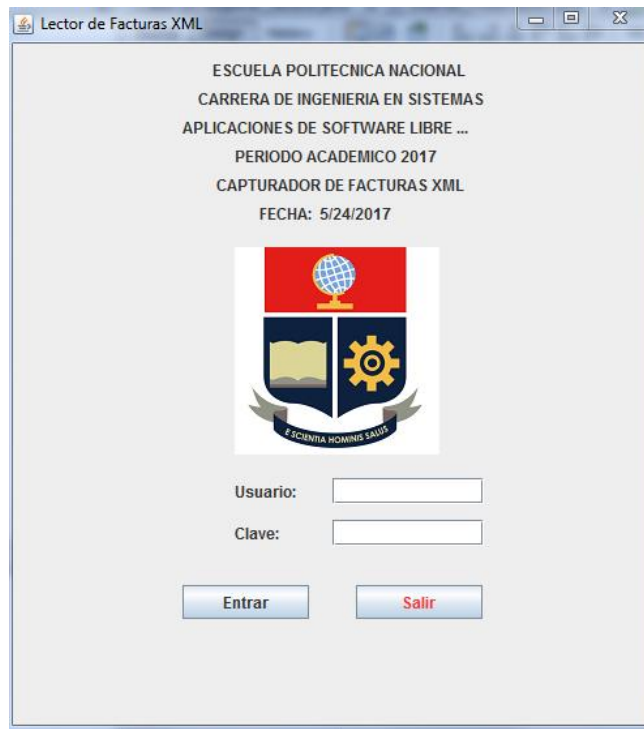 Lector de Facturas XML
ESCUELA POLITECNICA NACIONAL
CARRERA DE INGENIERIA EN SISTEMAS
APLICACIONES DE SOFTWARE LIBRE ...
PERIODO ACADEMICO 2017
CAPTURADOR DE FACTURAS XML
FECHA: 5/24/2017
E SCIENTIA HOMINIS SALUS
Usuario:
Clave:
Entrar Salir